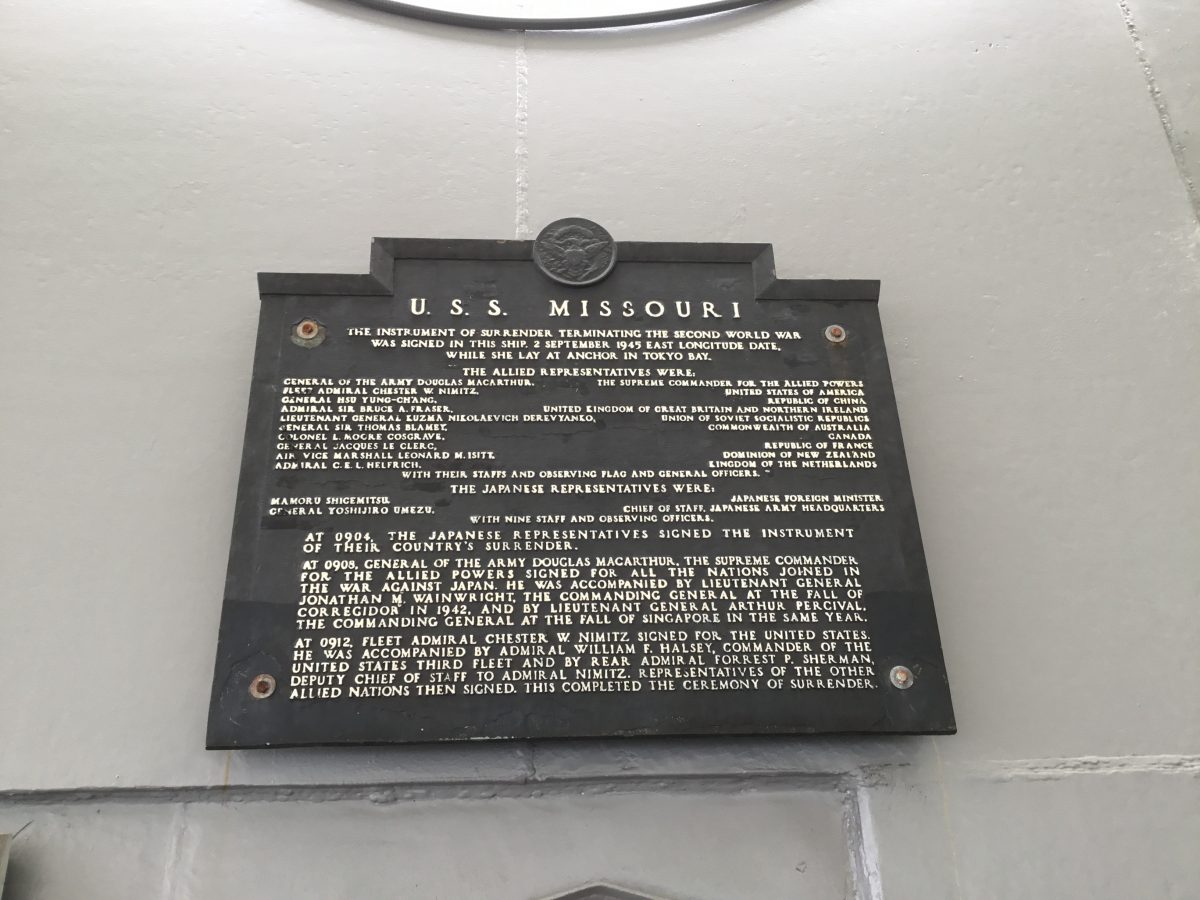 U.S.S. MISSOURI
THE INSTRUMENT OF SURRENDER TERMINATING THE SECOND WORLD WAR
WAS SIGNED IN THIS SHIP. 2 SEPTEMBER 1945 EAST LONGITUDE DATE,
WHILE SHE LAY AT ANCHOR IN TOKYO BAY.
THE ALLIED REPRESENTATIVES WERE:
GENERAL OF THE ARMY DOUGLAS MACARTHUR, THE SUPREME COMMANDER FOR THE ALLIED POWERS
FLEET ADMIRAL CHESTER W. NIMITZ, UNITED STATES OF AMERICA
GENERAL HSU YUNG-CH'ANG, REPUBLIC OF CHINA
ADMIRAL SIR BRUCE A. FRASER, UNITED KINGDOM OF GREAT BRITAIN AND NORTHERN IRELAND
LIEUTENANT GENERAL KUZMA NIKOLAEVICH DEREVYANKO, UNION OF SOVIET SOCIALISTIC REPUBLICS
GENERAL SIR THOMAS BLAMEY, COMMONWEALTH OF AUSTRALIA
COLONEL L. MOORE COSGRAVE, CANADA
GENERAL JACQUES LE CLERC, REPUBLIC OF FRANCE
AIR VICE MARSHALL LEONARD M. ISITT, DOMINION OF NEW ZEALAND
ADMIRAL C.E.L. HELFRICH, KINGDOM OF THE NETHERLANDS
WITH THEIR STAFFS AND OBSERVING FLAG AND GENERAL OFFICERS.
THE JAPANESE REPRESENTATIVES WERE:
MAMORU SHIGEMITSU, JAPANESE FOREIGN MINISTER
GENERAL YOSHIJIRO UMEZU, CHIEF OF STAFF, JAPANESE ARMY HEADQUARTERS
WITH NINE STAFF AND OBSERVING OFFICERS.
AT 0904, THE JAPANESE REPRESENTATIVES SIGNED THE INSTRUMENT
OF THEIR COUNTRY'S SURRENDER.
AT 0908, GENERAL OF THE ARMY DOUGLAS MACARTHUR, THE SUPREME COMMANDER
FOR THE ALLIED POWERS SIGNED FOR ALL THE NATIONS JOINED IN
THE WAR AGAINST JAPAN. HE WAS ACCOMPANIED BY LIEUTENANT GENERAL
JONATHAN M. WAINWRIGHT, THE COMMANDING GENERAL AT THE FALL OF
CORREGIDOR IN 1942, AND BY LIEUTENANT GENERAL ARTHUR PERCIVAL,
THE COMMANDING GENERAL AT THE FALL OF SINGAPORE IN THE SAME YEAR.
AT 0912, FLEET ADMIRAL CHESTER W. NIMITZ SIGNED FOR THE UNITED STATES.
HE WAS ACCOMPANIED BY ADMIRAL WILLIAM F. HALSEY, COMMANDER OF THE
UNITED STATES THIRD FLEET AND BY REAR ADMIRAL FORREST P. SHERMAN,
DEPUTY CHIEF OF STAFF TO ADMIRAL NIMITZ. REPRESENTATIVES OF THE OTHER
ALLIED NATIONS THEN SIGNED. THIS COMPLETED THE CEREMONY OF SURRENDER.